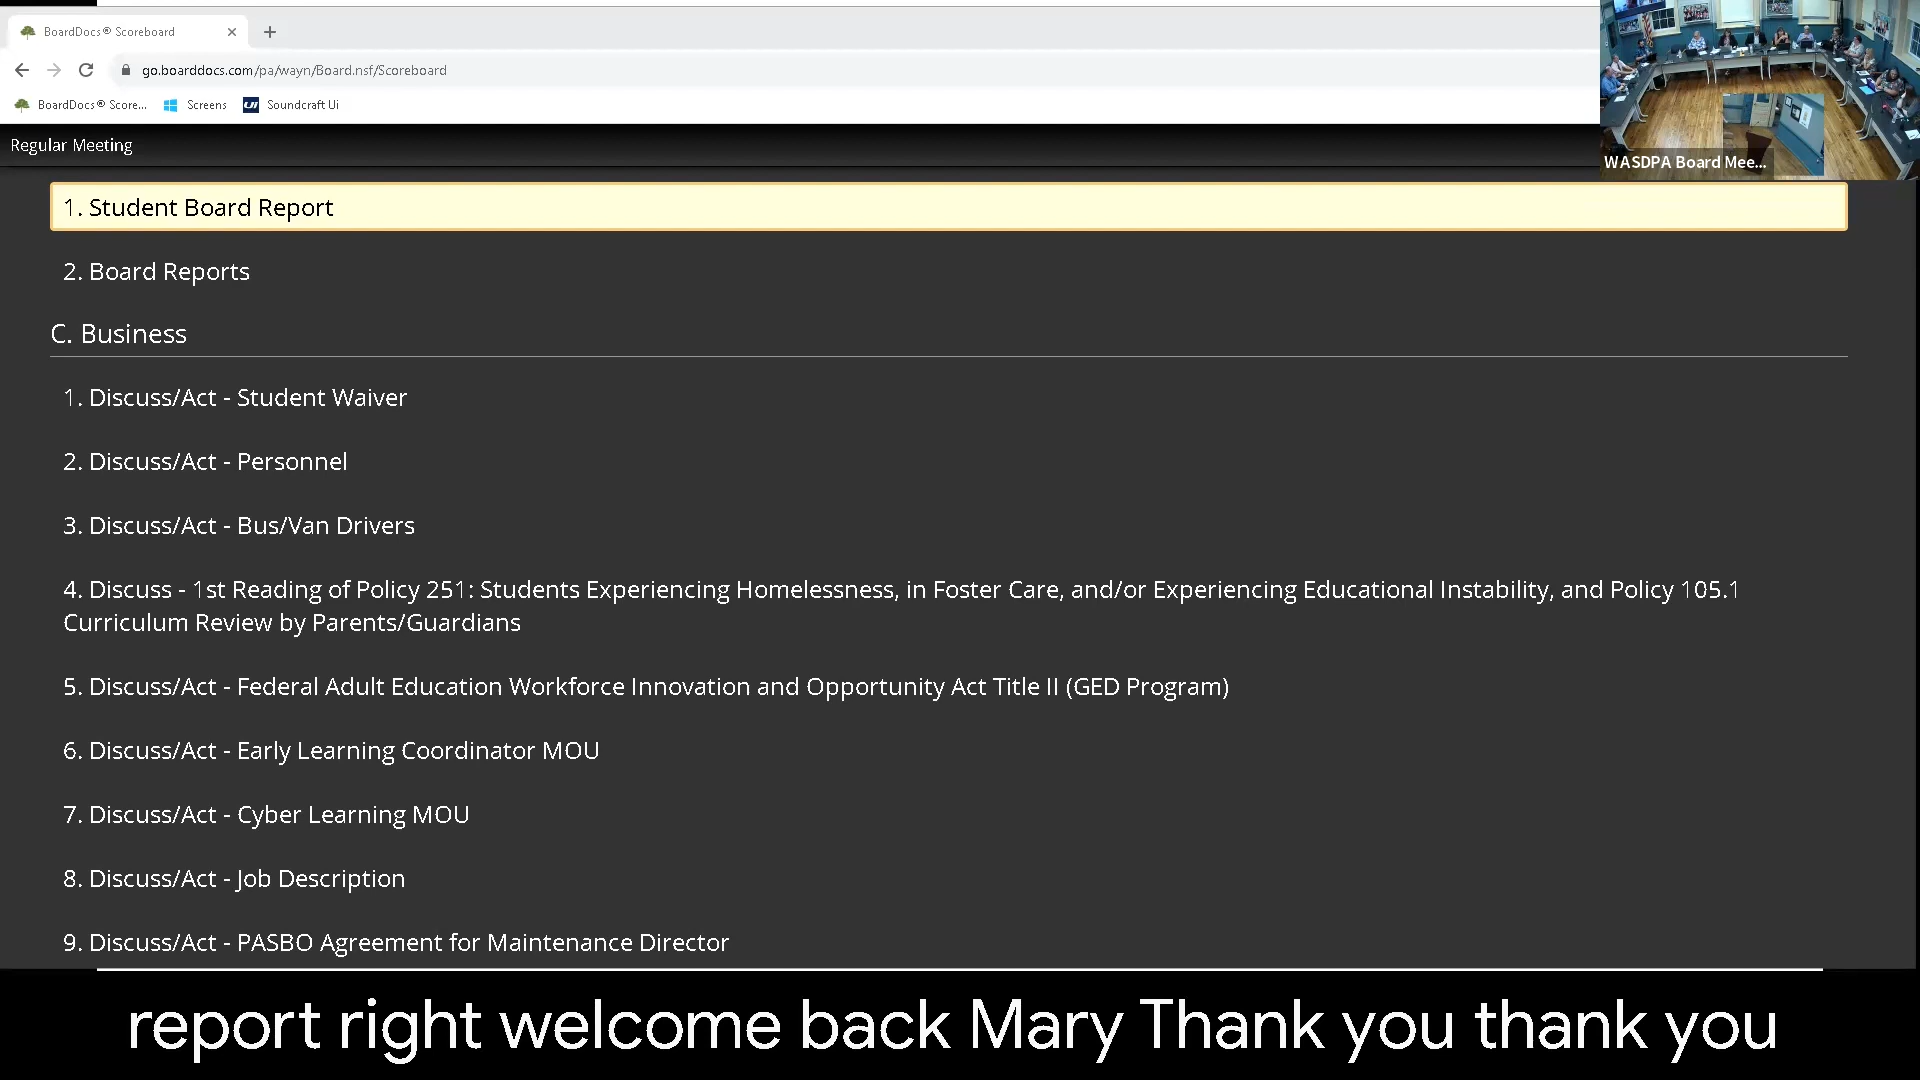 BoardDocs® Scoreboard
go.boarddocs.com/pa/wayn/Board.nsf/Scoreboard
BoardDocs® Score... Screens Ui Soundcraft Ui
WASDPA Board Mee...
Regular Meeting
1. Student Board Report
2. Board Reports
C. Business
1. Discuss/Act - Student Waiver
2. Discuss/Act - Personnel
3. Discuss/Act - Bus/Van Drivers
4. Discuss - 1st Reading of Policy 251: Students Experiencing Homelessness, in Foster Care, and/or Experiencing Educational Instability, and Policy 105.1
Curriculum Review by Parents/Guardians
5. Discuss/Act - Federal Adult Education Workforce Innovation and Opportunity Act Title II (GED Program)
6. Discuss/Act - Early Learning Coordinator MOU
7. Discuss/Act - Cyber Learning MOU
8. Discuss/Act - Job Description
9. Discuss/Act - PASBO Agreement for Maintenance Director
report right welcome back Mary Thank you thank you